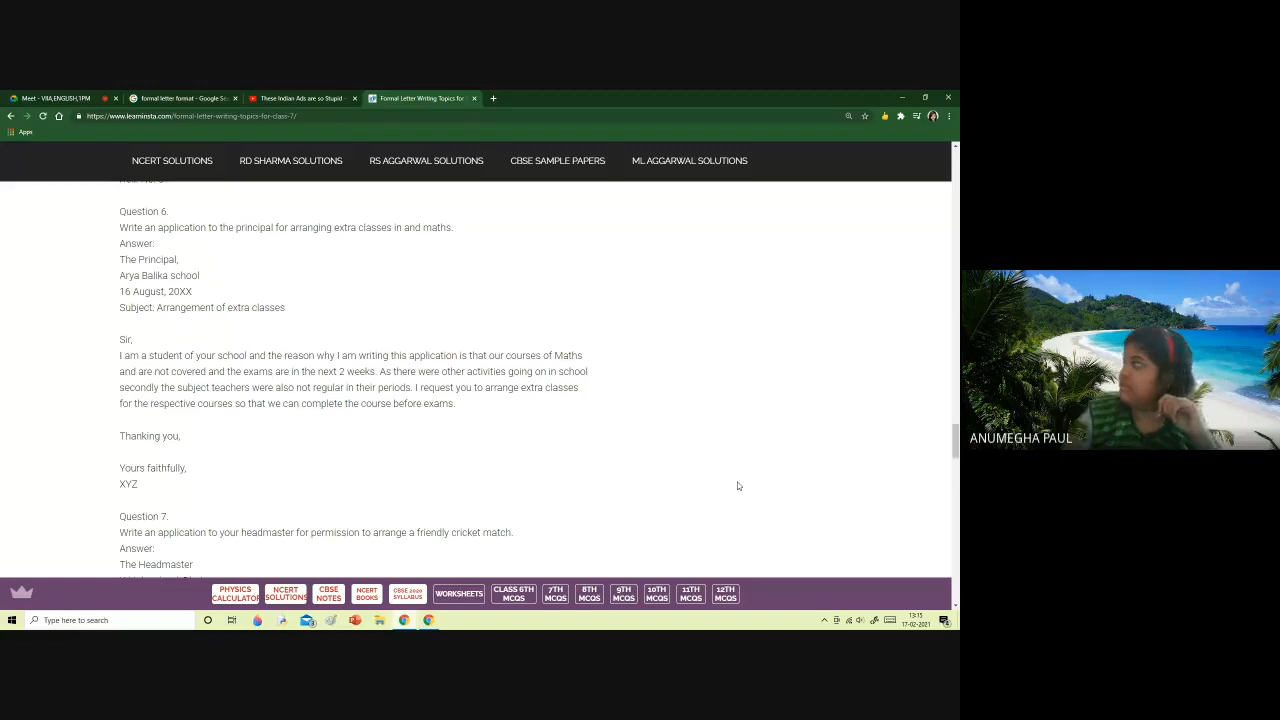 Meet - VIIA,ENGLISH,1PM
formal letter format - Google Se
These Indian Ads are so Stupid -
Formal Letter Writing Topics for
https://www.learninsta.com/formal-letter-writing-topics-for-class-7/
Apps
NCERT SOLUTIONS RD SHARMA SOLUTIONS RS AGGARWAL SOLUTIONS CBSE SAMPLE PAPERS ML AGGARWAL SOLUTIONS
Question 6.
Write an application to the principal for arranging extra classes in and maths.
Answer:
The Principal,
Arya Balika school
16 August, 20XX
Subject: Arrangement of extra classes
Sir,
I am a student of your school and the reason why I am writing this application is that our courses of Maths
and are not covered and the exams are in the next 2 weeks. As there were other activities going on in school
secondly the subject teachers were also not regular in their periods. I request you to arrange extra classes
for the respective courses so that we can complete the course before exams.
Thanking you,
Yours faithfully,
XYZ
Question 7.
Write an application to your headmaster for permission to arrange a friendly cricket match.
Answer:
The Headmaster
PHYSICS CALCULATOR
NCERT SOLUTIONS
CBSE NOTES
NCERT BOOKS
CBSE 2020 SYLLABUS
WORKSHEETS
CLASS 6TH MCQS
7TH MCQS
8TH MCQS
9TH MCQS
10TH MCQS
11TH MCQS
12TH MCQS
Type here to search
13:15
17-02-2021
ANUMEGHA PAUL